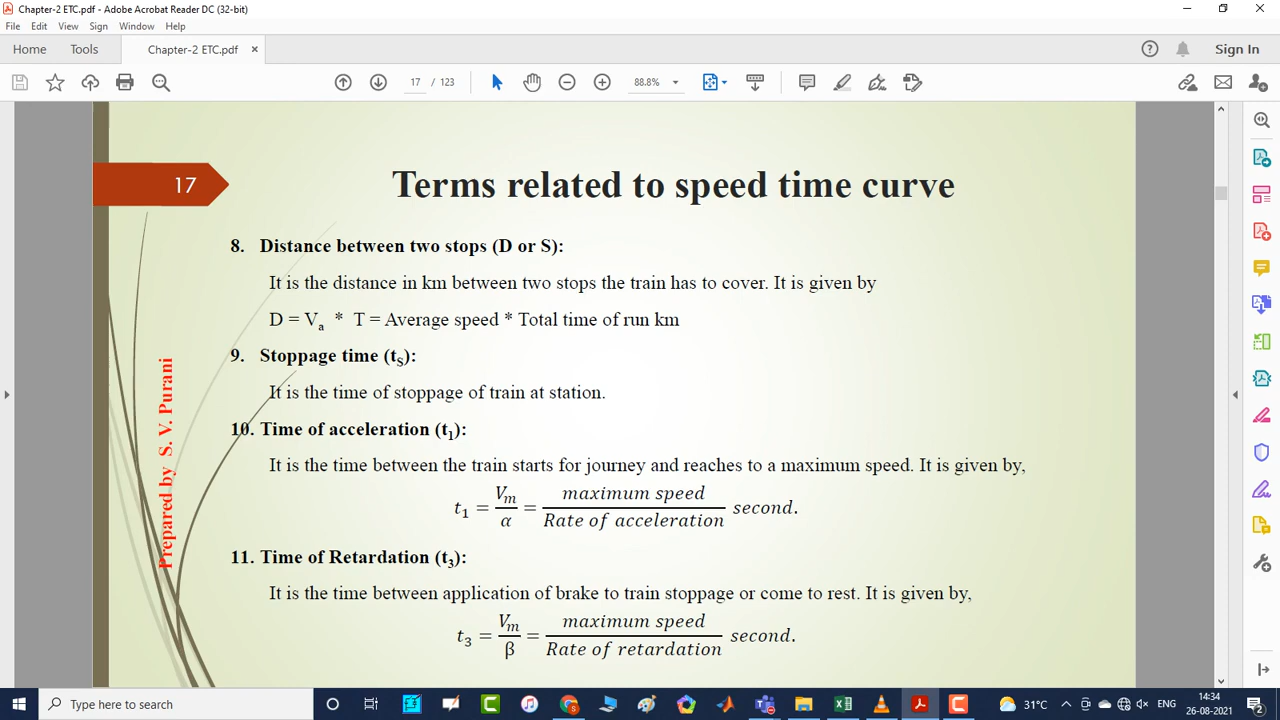 Chapter-2 ETC.pdf - Adobe Acrobat Reader DC (32-bit)
File Edit View Sign Window Help
Home Tools Chapter-2 ETC.pdf × Sign In
17 / 123 88.8%
17
Terms related to speed time curve
8. Distance between two stops (D or S):
It is the distance in km between two stops the train has to cover. It is given by
D = Vₐ * T = Average speed * Total time of run km
9. Stoppage time (tS):
It is the time of stoppage of train at station.
10. Time of acceleration (t₁):
It is the time between the train starts for journey and reaches to a maximum speed. It is given by,
t₁ = Vm/α = maximum speed/Rate of acceleration second.
11. Time of Retardation (t₃):
It is the time between application of brake to train stoppage or come to rest. It is given by,
t₃ = Vm/β = maximum speed/Rate of retardation second.
Prepared by S. V. Purani
Type here to search
31°C ENG 14:34
26-08-2021 2